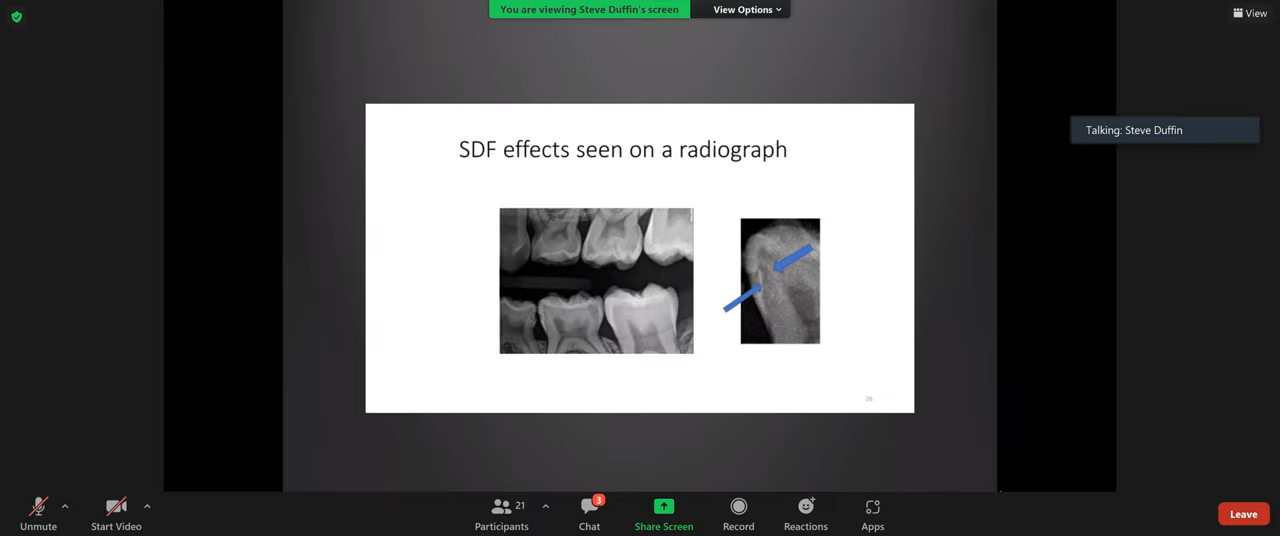 You are viewing Steve Duffin's screen
View Options
View
Talking: Steve Duffin
SDF effects seen on a radiograph
26
Unmute
Start Video
21
Participants
3
Chat
Share Screen
Record
Reactions
Apps
Leave